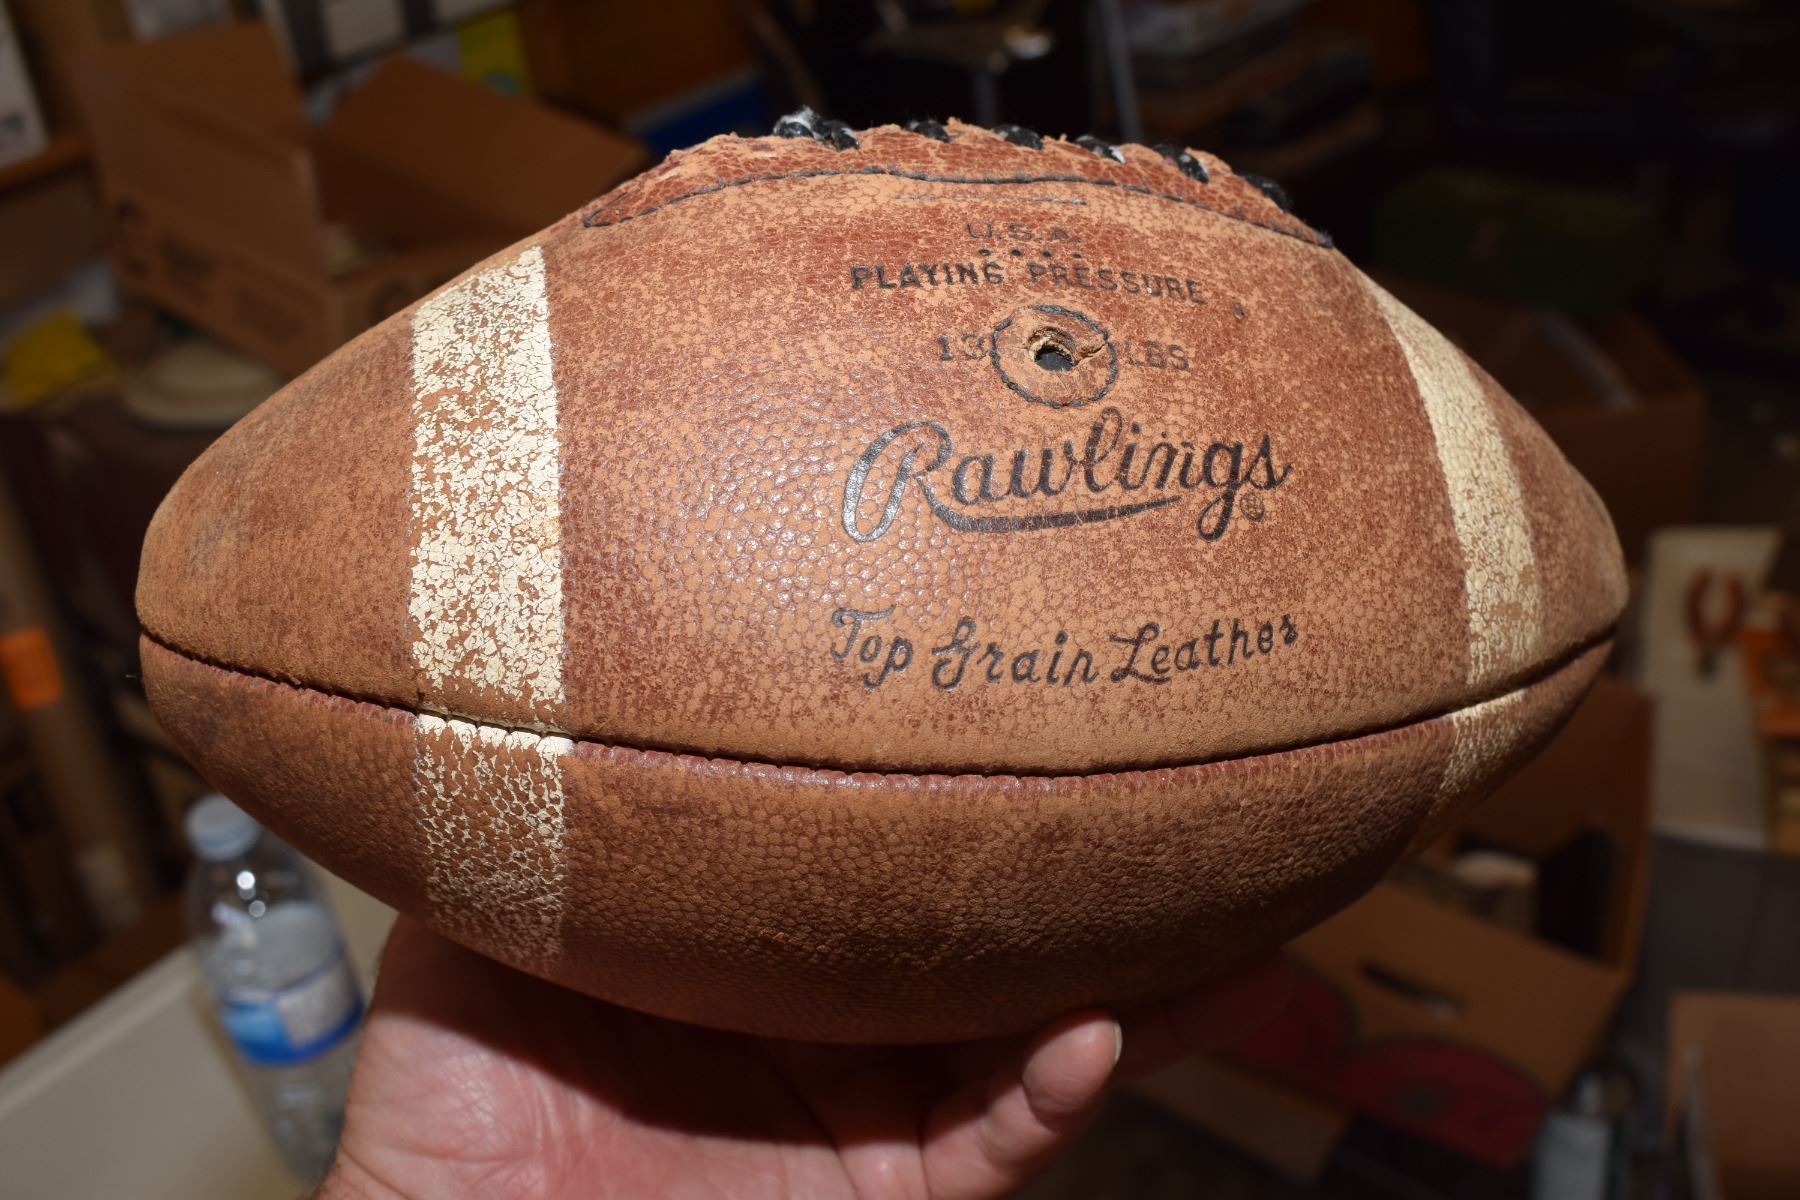 U.S.A.
PLAYING PRESSURE
13 LBS
Rawlings®
Top Grain Leather